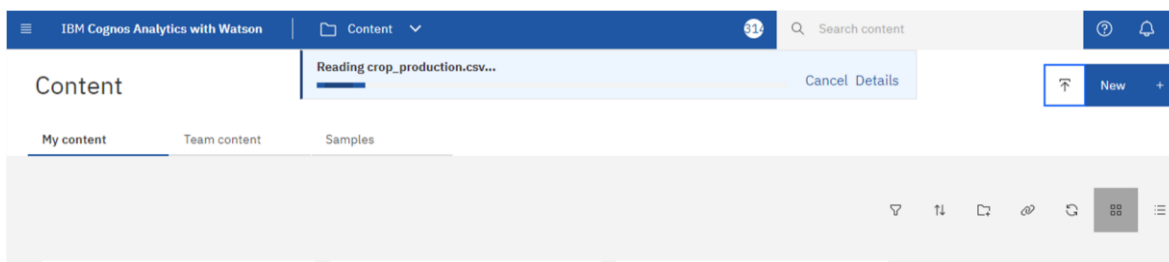 IBM Cognos Analytics with Watson
Content
Search content
Reading crop_production.csv...
Cancel Details
Content
New +
My content
Team content
Samples